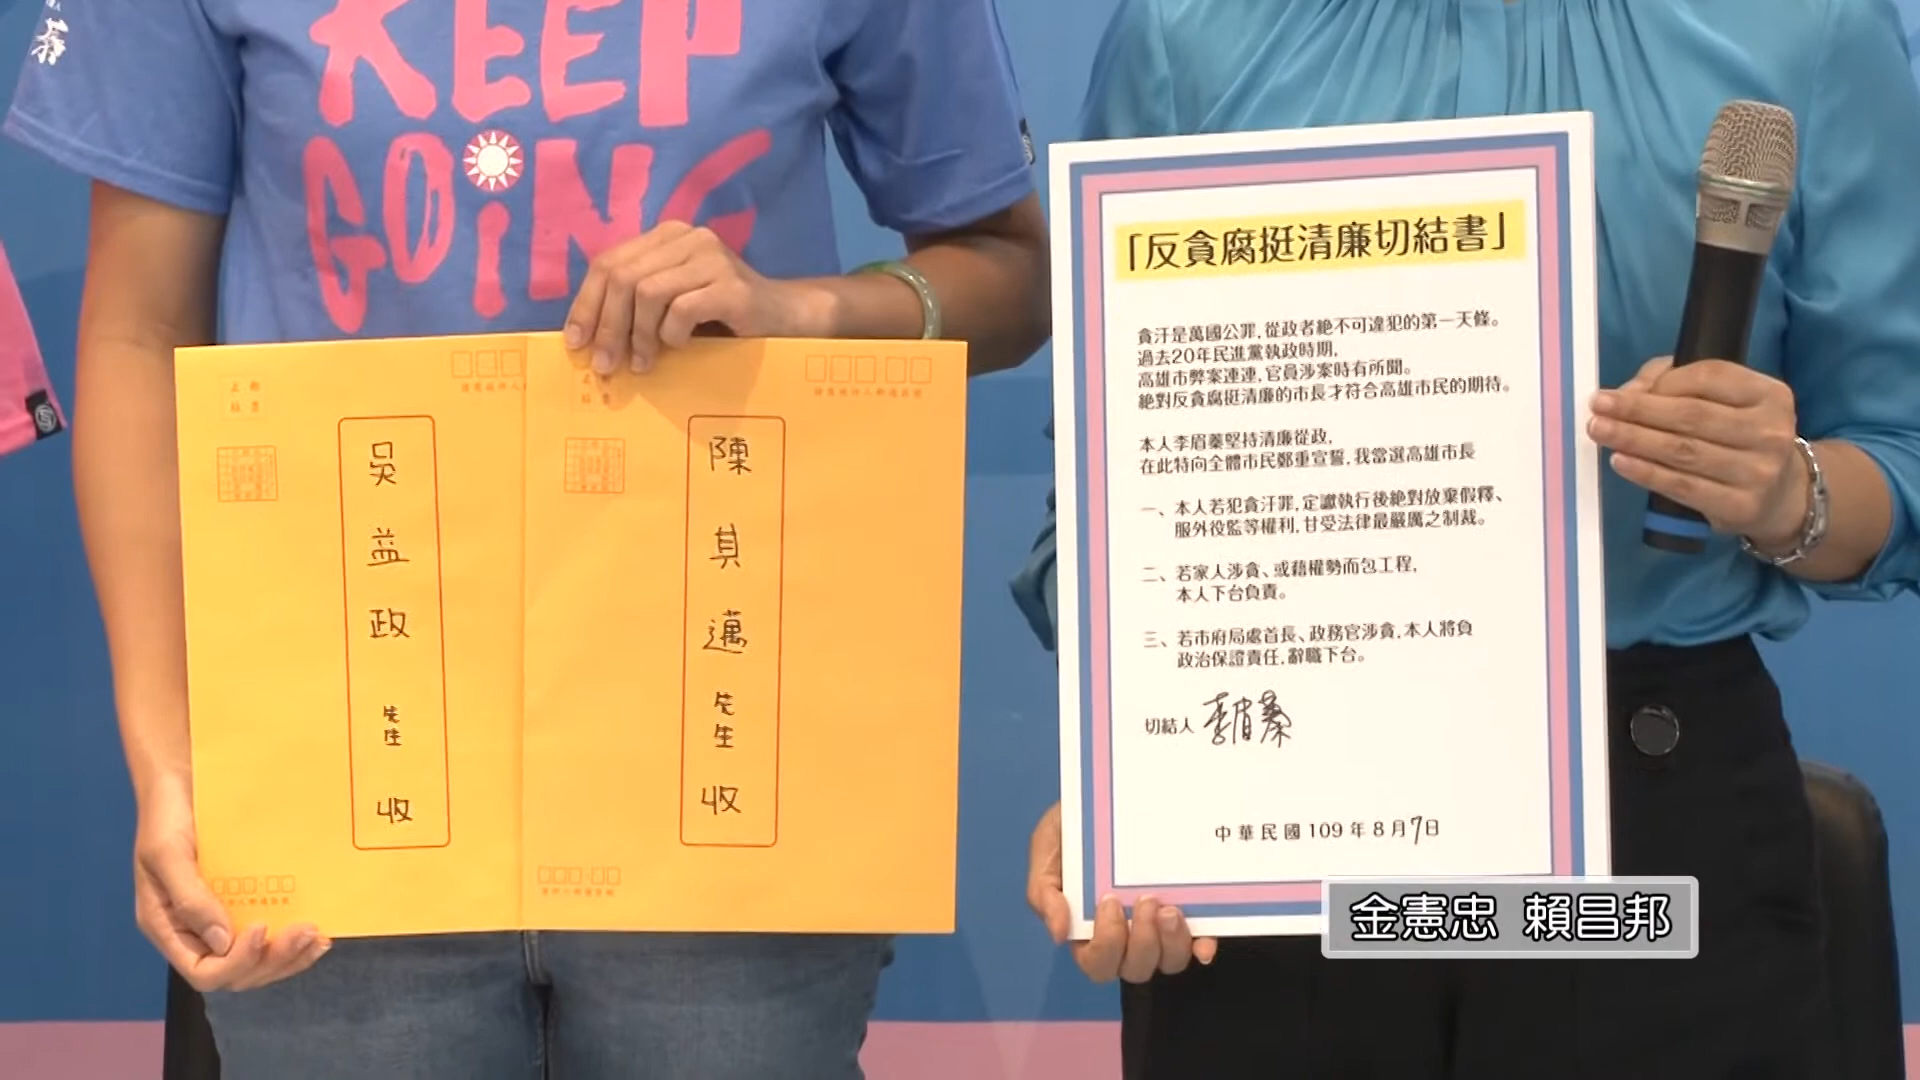 KEEP
GOiNG
吳益政先生收
陳其邁先生收
「反貪腐挺清廉切結書」
貪汙是萬國公罪,從政者絕不可違犯的第一天條。
過去20年民進黨執政時期,
高雄市弊案連連,官員涉案時有所聞。
絕對反貪腐挺清廉的市長才符合高雄市民的期待。
本人李眉蓁堅持清廉從政,
在此特向全體市民鄭重宣誓,我當選高雄市長
一、本人若犯貪汙罪,定讞執行後絕對放棄假釋、
服外役監等權利,甘受法律最嚴厲之制裁。
二、若家人涉貪、或藉權勢而包工程,
本人下台負責。
三、若市府局處首長、政務官涉貪,本人將負
政治保證責任,辭職下台。
切結人 李眉蓁
中華民國109年8月7日
金憲忠 賴昌邦